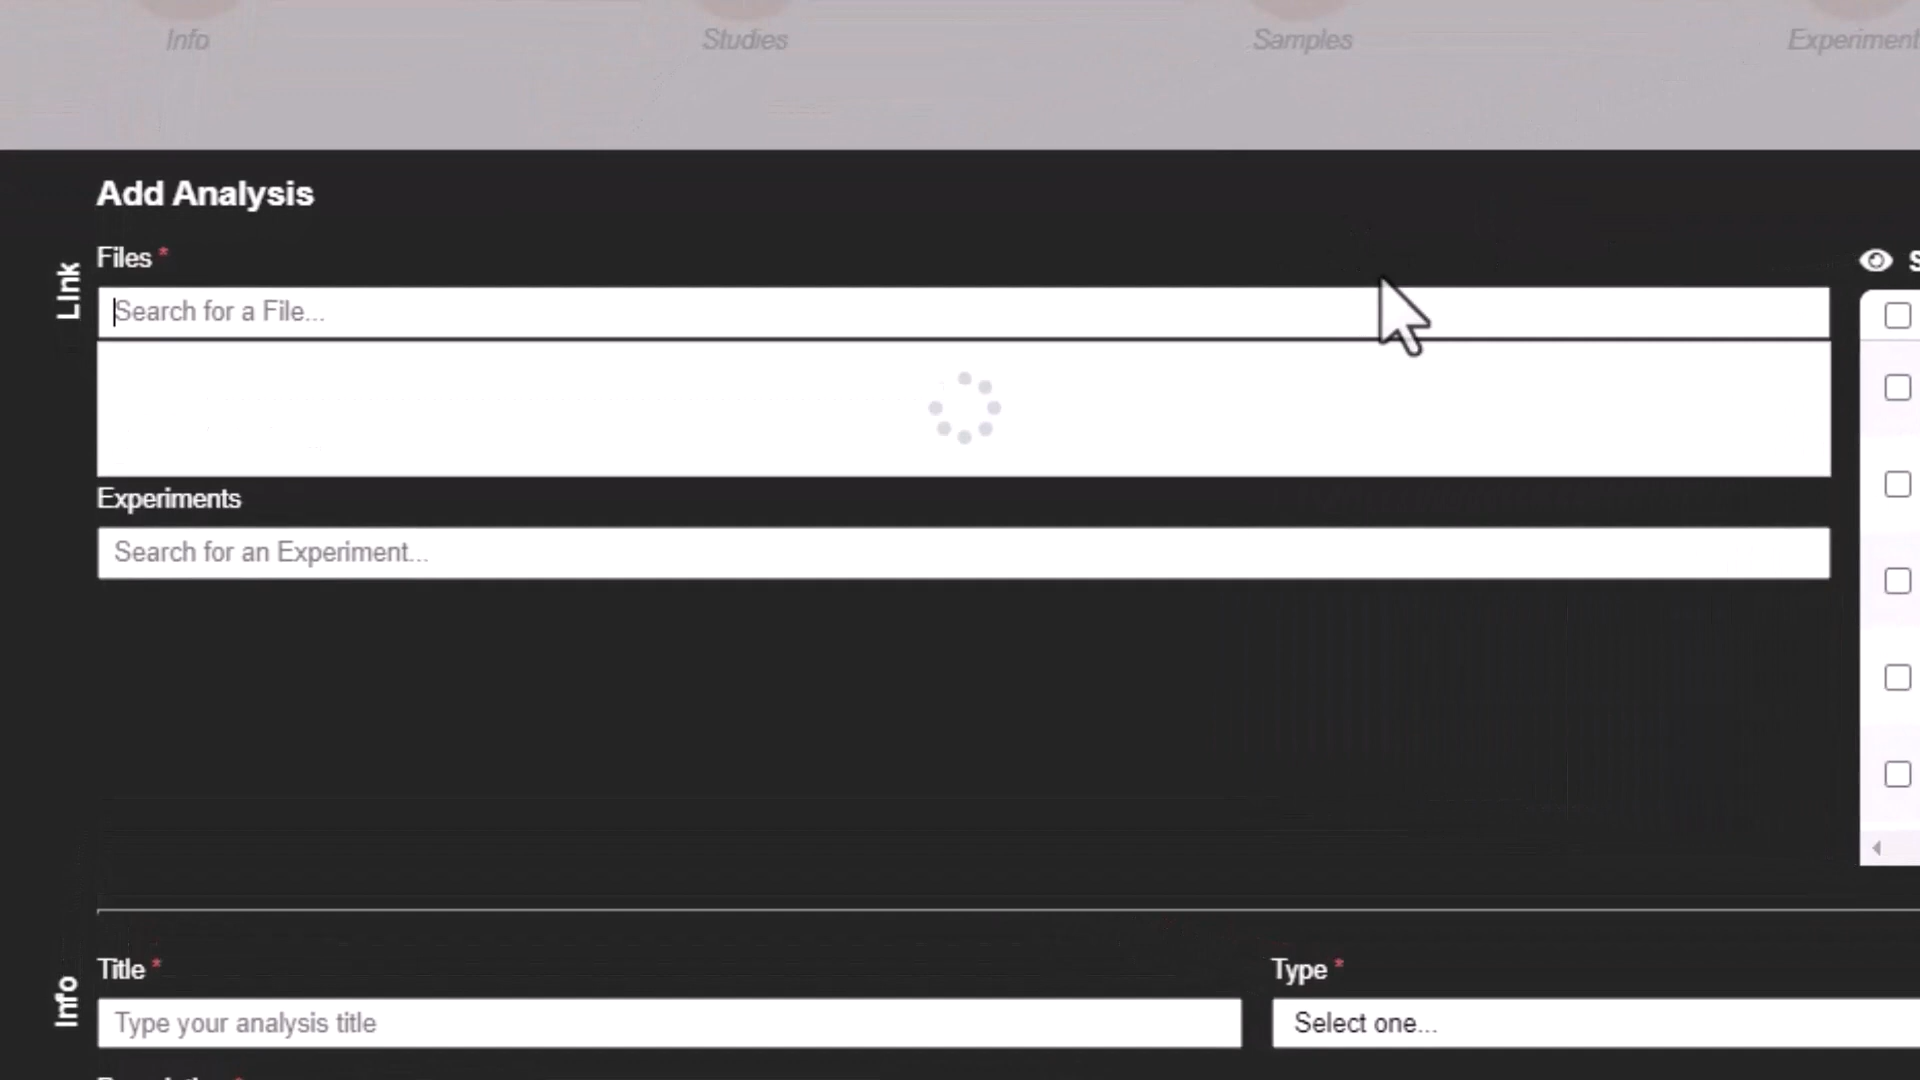 Info
Studies
Samples
Experiment
Add Analysis
Link
Files *
Search for a File...
Experiments
Search for an Experiment...
Info
Title *
Type *
Type your analysis title
Select one...